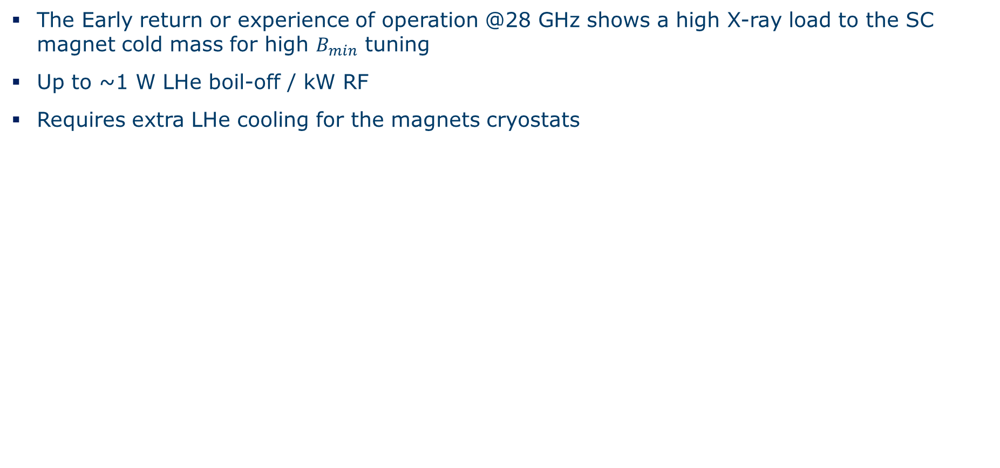 ▪ The Early return or experience of operation @28 GHz shows a high X-ray load to the SC
magnet cold mass for high B_min tuning
▪ Up to ~1 W LHe boil-off / kW RF
▪ Requires extra LHe cooling for the magnets cryostats